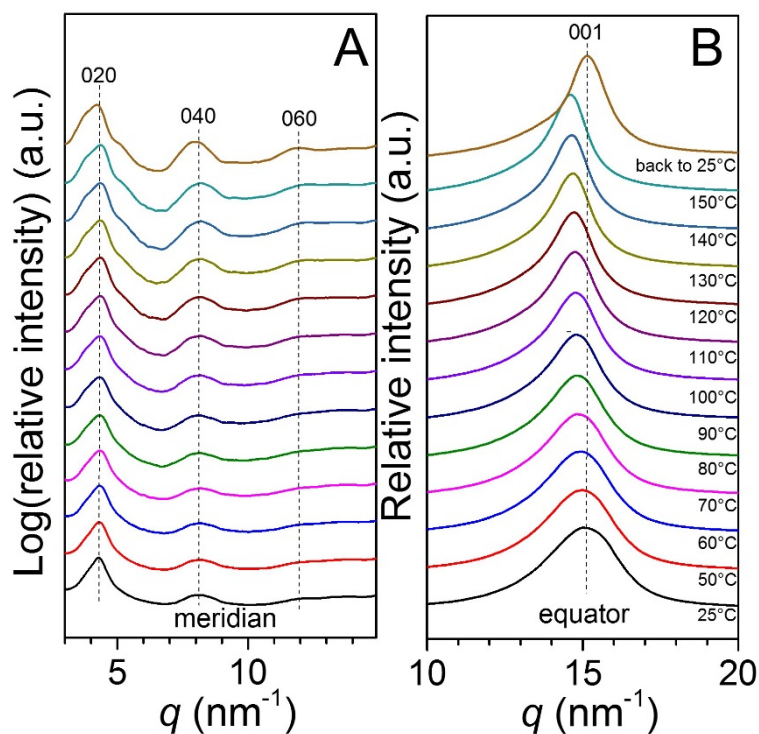 A
020
040
060
Log(relative intensity) (a.u.)
meridian
5
10
q (nm⁻¹)
B
001
Relative intensity (a.u.)
back to 25°C
150°C
140°C
130°C
120°C
110°C
100°C
90°C
80°C
70°C
60°C
50°C
25°C
equator
10
15
20
q (nm⁻¹)